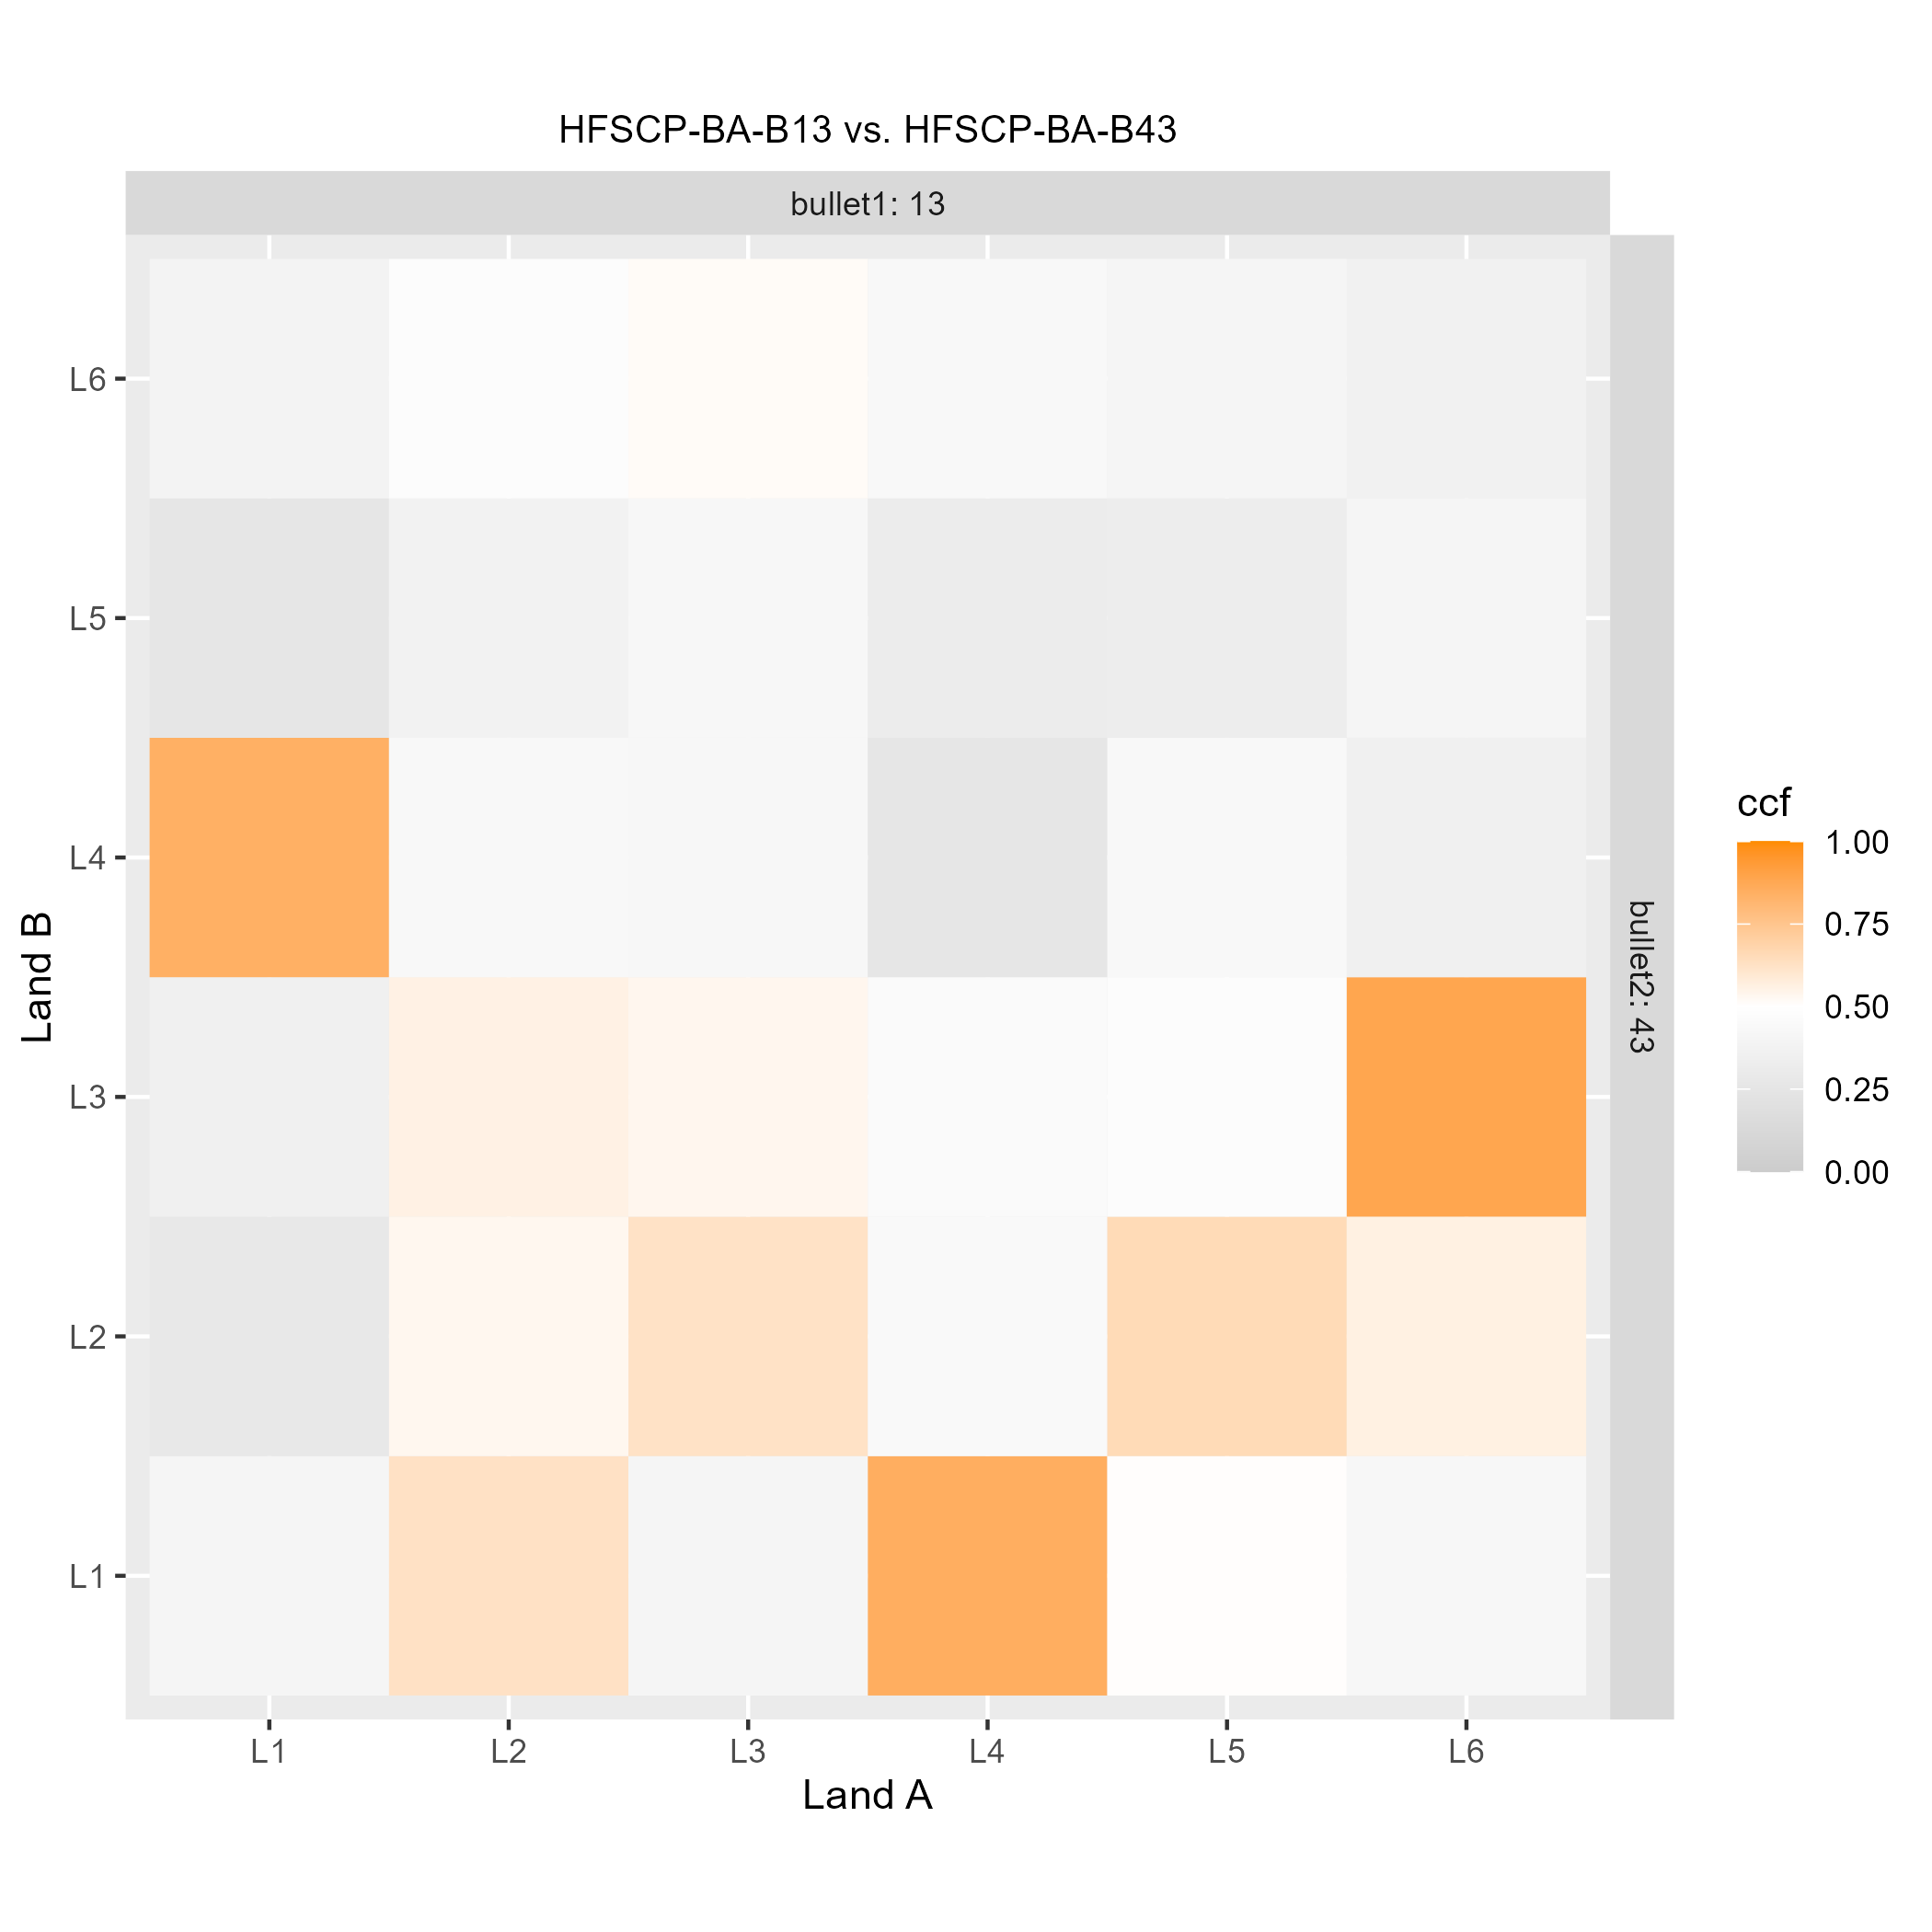 HFSCP-BA-B13 vs. HFSCP-BA-B43
bullet1: 13
L6
L5
L4
L3
L2
L1
Land B
bullet2: 43
ccf
1.00
0.75
0.50
0.25
0.00
L1 L2 L3 L4 L5 L6
Land A